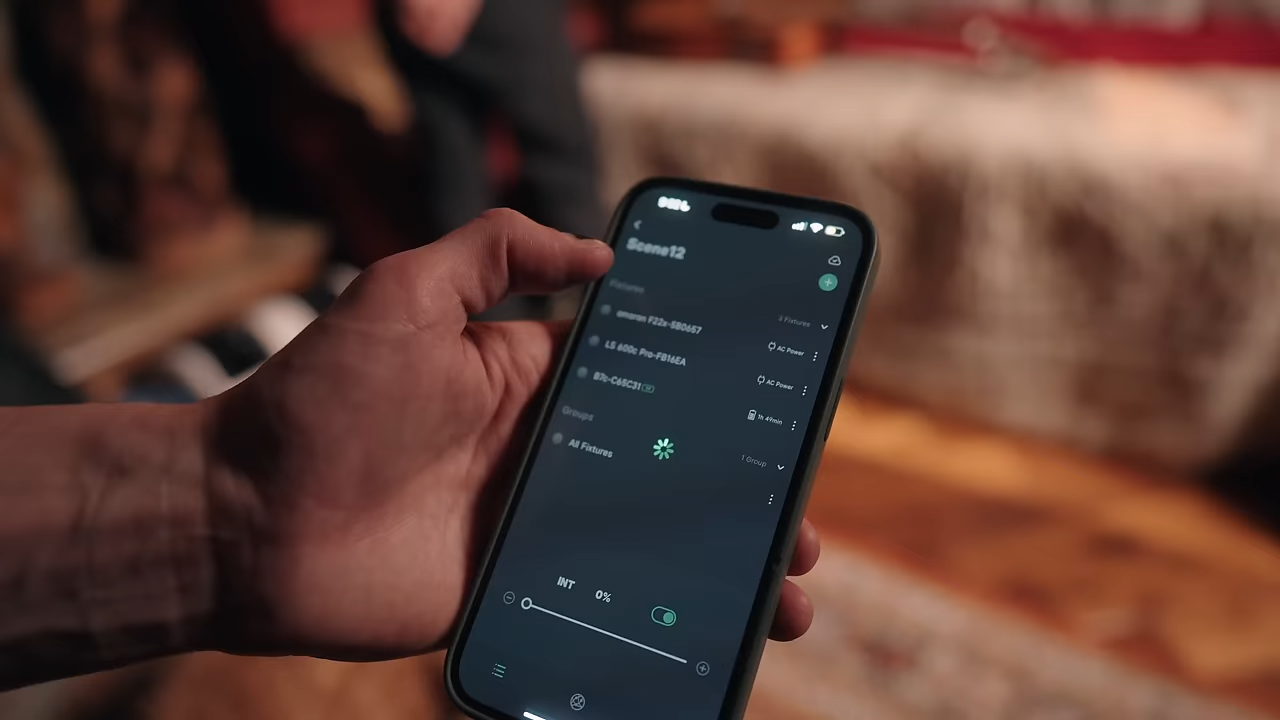 Scene12
Fixtures
3 Fixtures
amaran F22x-5B0657
AC Power
LS 600c Pro-FB16EA
AC Power
B7c-C65C31
1h 49min
Groups
1 Group
All Fixtures
INT 0%